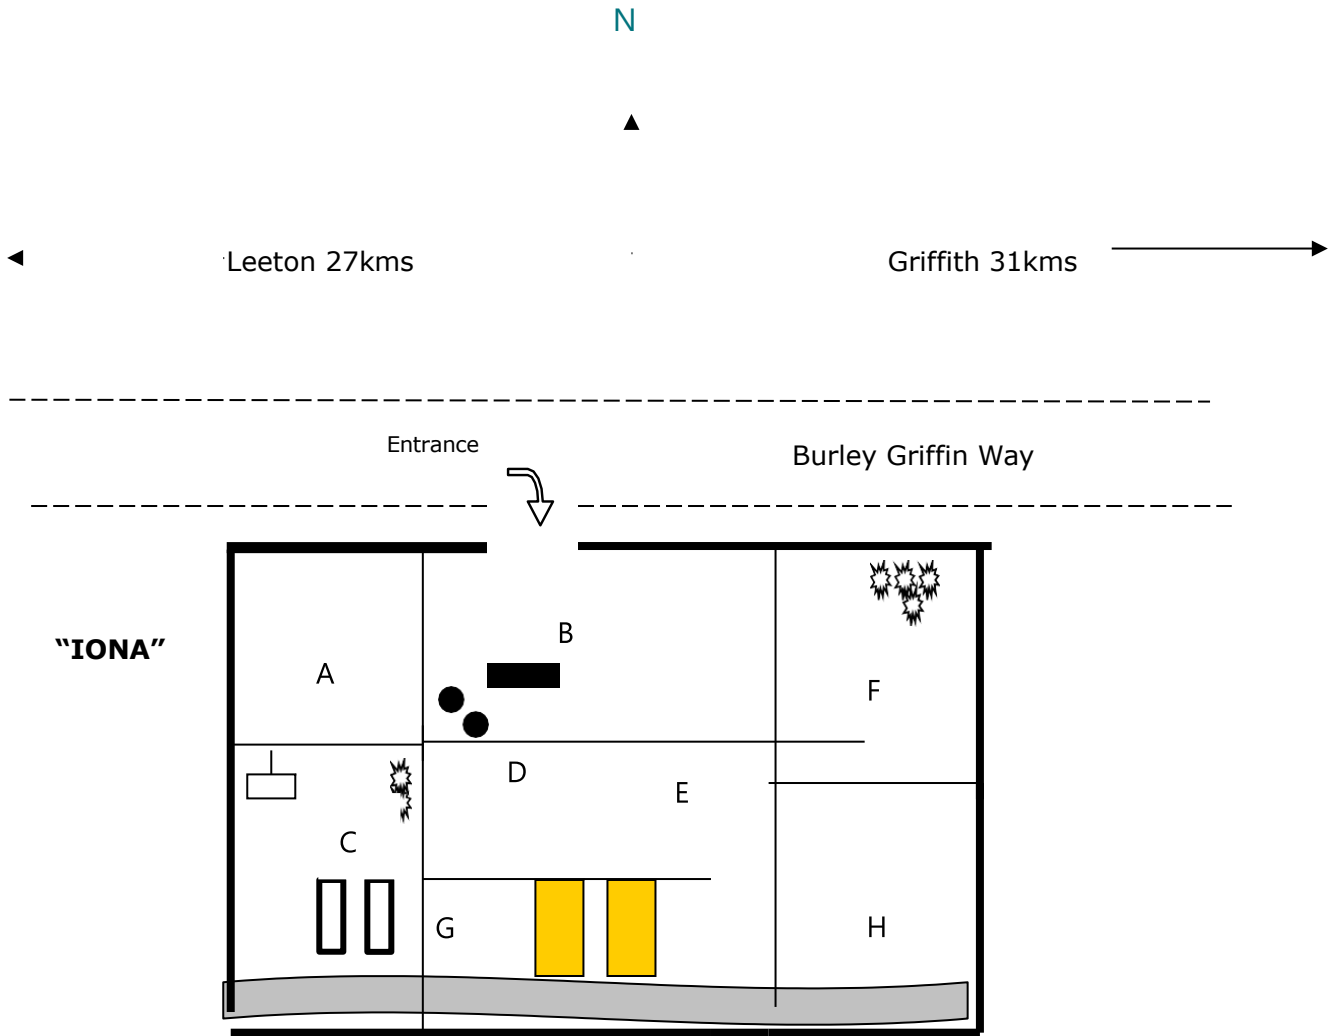 N
Leeton 27kms
Griffith 31kms
Entrance
Burley Griffin Way
“IONA”
B
A
F
D
E
C
G
H